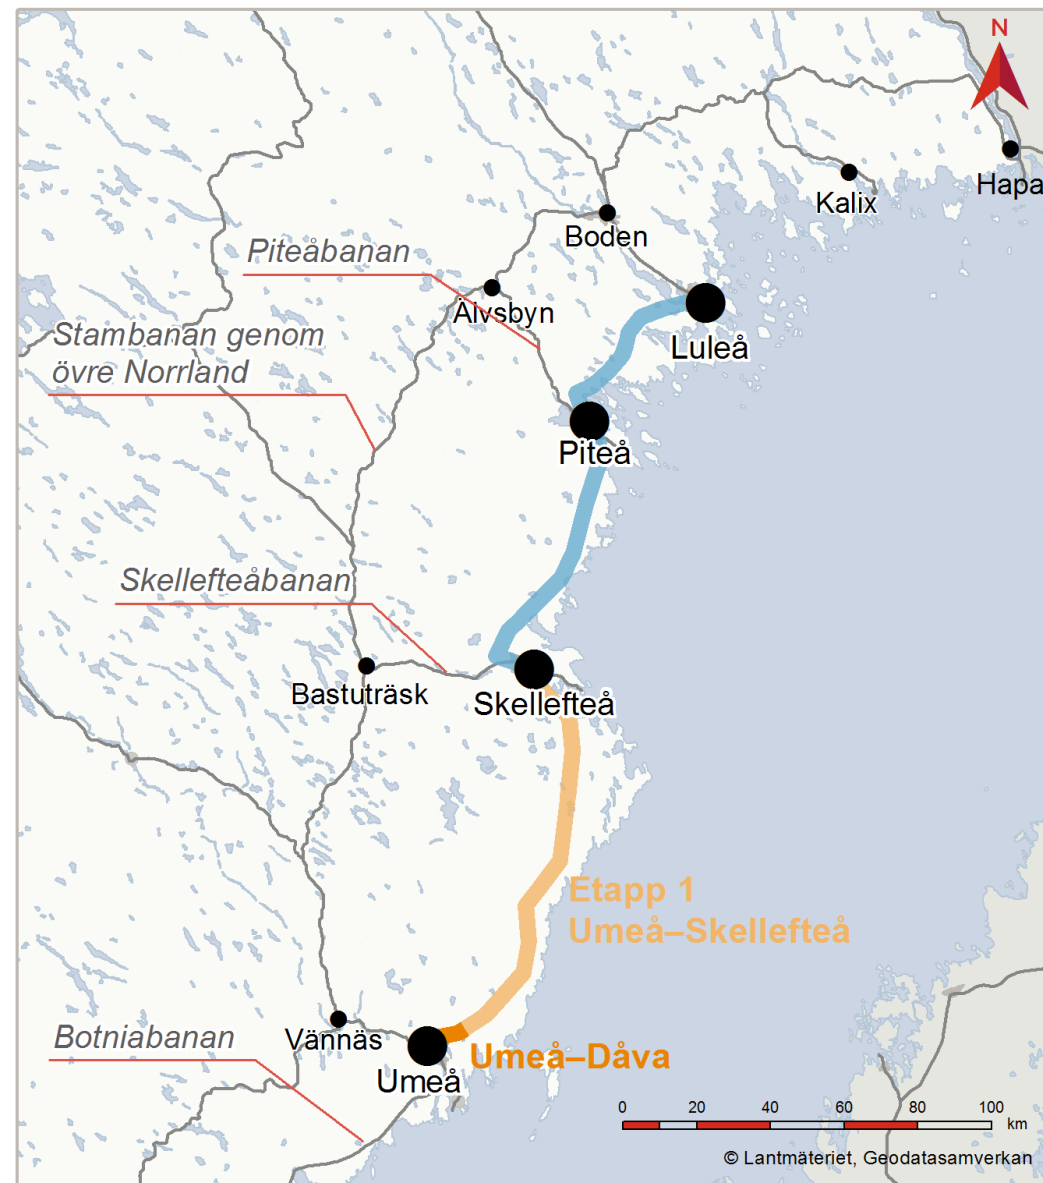 N
Hapa
Kalix
Boden
Piteåbanan
Älvsbyn
Stambanan genom
övre Norrland
Luleå
Piteå
Skellefteåbanan
Bastuträsk
Skellefteå
Etapp 1
Umeå–Skellefteå
Botniabanan
Vännäs
Umeå–Dåva
Umeå
0 20 40 60 80 100
km
© Lantmäteriet, Geodatasamverkan